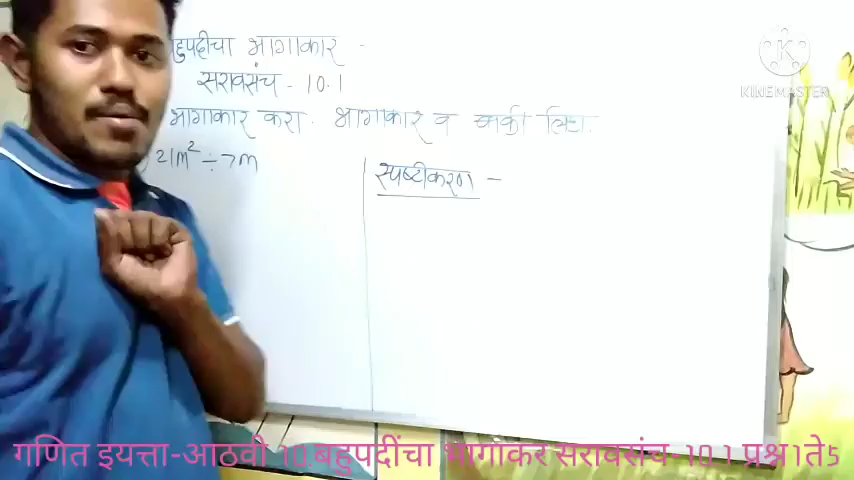 बहुपदीचा भागाकार -
सरावसंच - 10.1
भागाकार करा. भागाकार व बाकी लिहा.
21m² ÷ 7m
स्पष्टीकरण -
KINEMASTER
गणित इयत्ता-आठवी 10.बहुपदींचा भागाकर सरावसंच-10.1 प्रश्न1ते5